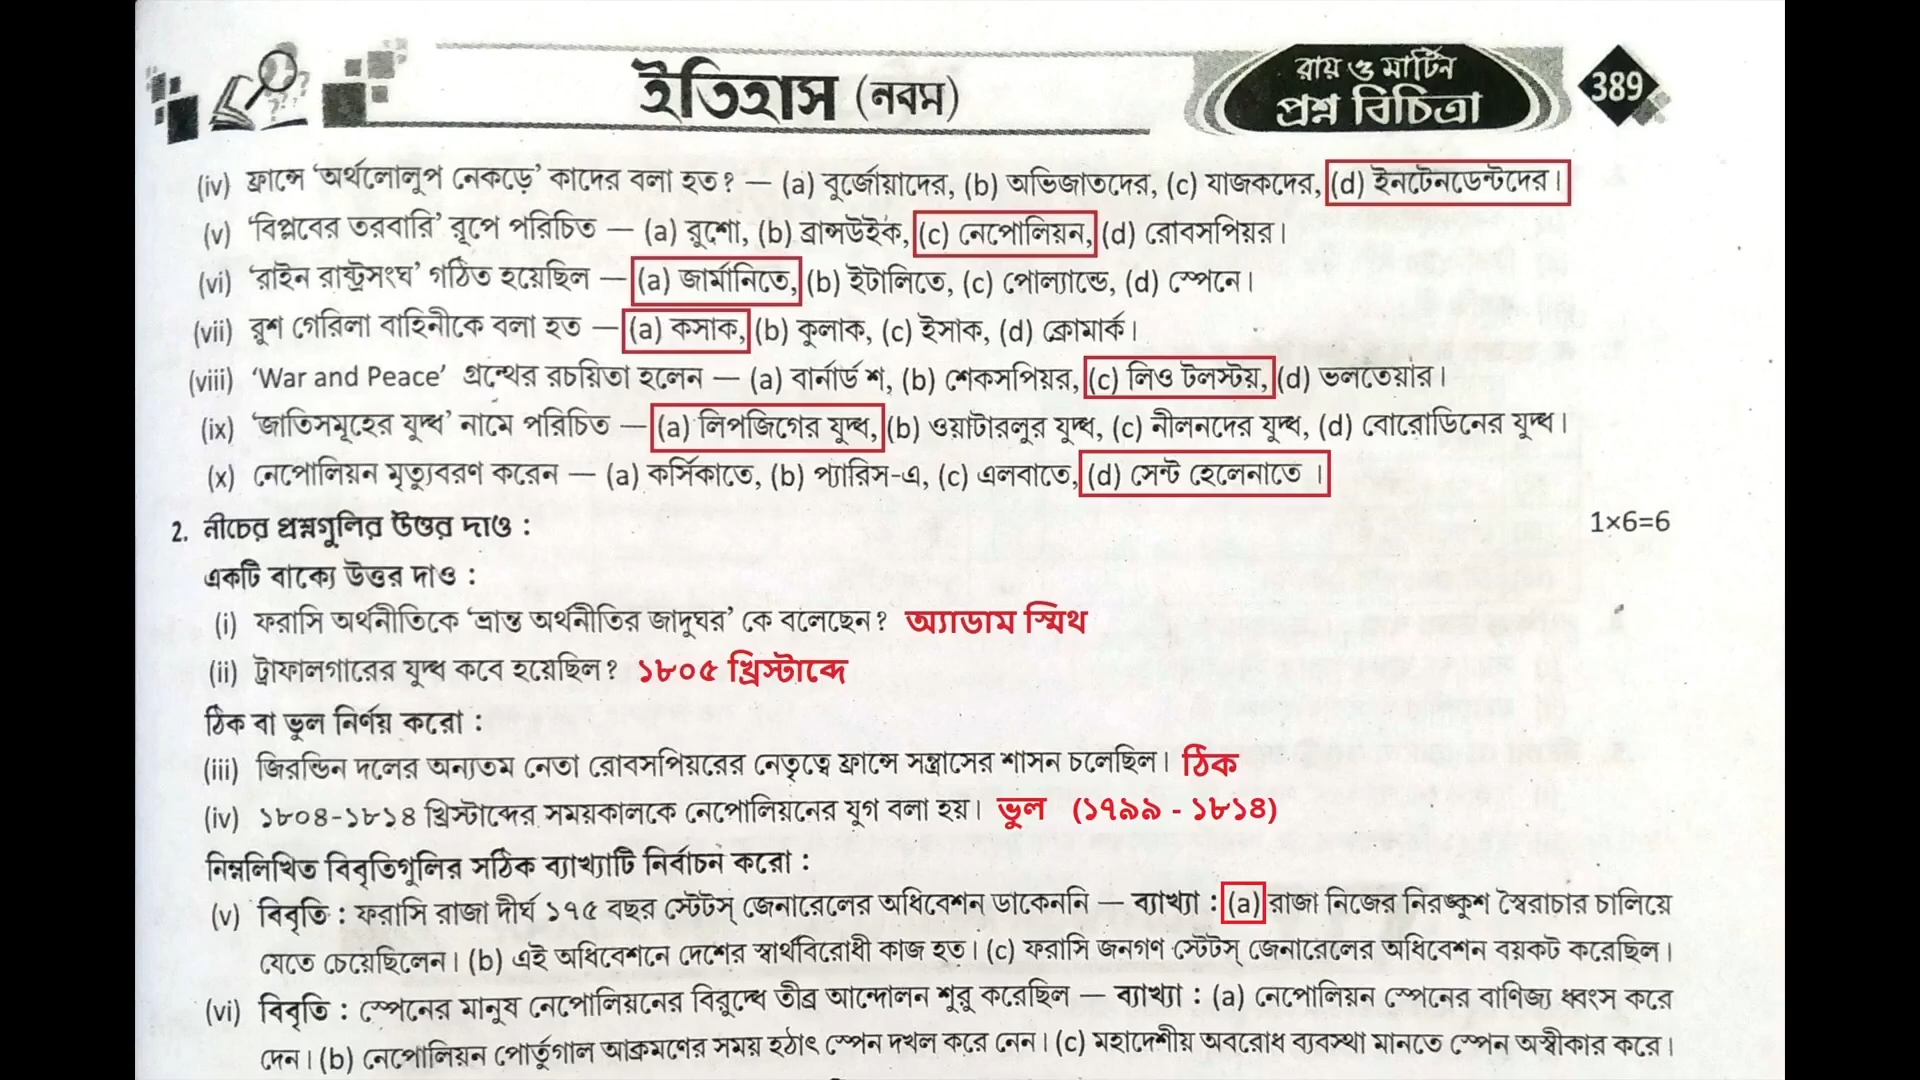 ইতিহাস (নবম)
রায় ও মার্টিন
প্রশ্ন বিচিত্রা
389
(iv) ফ্রান্সে ‘অর্থলোলুপ নেকড়ে’ কাদের বলা হত? — (a) বুর্জোয়াদের, (b) অভিজাতদের, (c) যাজকদের, (d) ইনটেনডেন্টদের।
(v) ‘বিপ্লবের তরবারি’ রূপে পরিচিত — (a) রুশো, (b) ব্রান্সউইক, (c) নেপোলিয়ন, (d) রোবসপিয়র।
(vi) ‘রাইন রাষ্ট্রসংঘ’ গঠিত হয়েছিল — (a) জার্মানিতে, (b) ইটালিতে, (c) পোল্যান্ডে, (d) স্পেনে।
(vii) রুশ গেরিলা বাহিনীকে বলা হত — (a) কসাক, (b) কুলাক, (c) ইসাক, (d) ক্রোমার্ক।
(viii) ‘War and Peace’ গ্রন্থের রচয়িতা হলেন — (a) বার্নার্ড শ, (b) শেকসপিয়র, (c) লিও টলস্টয়, (d) ভলতেয়ার।
(ix) ‘জাতিসমূহের যুদ্ধ’ নামে পরিচিত — (a) লিপজিগের যুদ্ধ, (b) ওয়াটারলুর যুদ্ধ, (c) নীলনদের যুদ্ধ, (d) বোরোডিনের যুদ্ধ।
(x) নেপোলিয়ন মৃত্যুবরণ করেন — (a) কর্সিকাতে, (b) প্যারিস-এ, (c) এলবাতে, (d) সেন্ট হেলেনাতে ।
2. নীচের প্রশ্নগুলির উত্তর দাও : 1×6=6
একটি বাক্যে উত্তর দাও :
(i) ফরাসি অর্থনীতিকে ‘ভ্রান্ত অর্থনীতির জাদুঘর’ কে বলেছেন? অ্যাডাম স্মিথ
(ii) ট্রাফালগারের যুদ্ধ কবে হয়েছিল? ১৮০৫ খ্রিস্টাব্দে
ঠিক বা ভুল নির্ণয় করো :
(iii) জিরন্ডিন দলের অন্যতম নেতা রোবসপিয়রের নেতৃত্বে ফ্রান্সে সন্ত্রাসের শাসন চলেছিল। ঠিক
(iv) ১৮০৪-১৮১৪ খ্রিস্টাব্দের সময়কালকে নেপোলিয়নের যুগ বলা হয়। ভুল (১৭৯৯ - ১৮১৪)
নিম্নলিখিত বিবৃতিগুলির সঠিক ব্যাখ্যাটি নির্বাচন করো :
(v) বিবৃতি : ফরাসি রাজা দীর্ঘ ১৭৫ বছর স্টেটস্ জেনারেলের অধিবেশন ডাকেননি — ব্যাখ্যা : (a) রাজা নিজের নিরঙ্কুশ স্বৈরাচার চালিয়ে
যেতে চেয়েছিলেন। (b) এই অধিবেশনে দেশের স্বার্থবিরোধী কাজ হত। (c) ফরাসি জনগণ স্টেটস্ জেনারেলের অধিবেশন বয়কট করেছিল।
(vi) বিবৃতি : স্পেনের মানুষ নেপোলিয়নের বিরুদ্ধে তীব্র আন্দোলন শুরু করেছিল — ব্যাখ্যা : (a) নেপোলিয়ন স্পেনের বাণিজ্য ধ্বংস করে
দেন। (b) নেপোলিয়ন পোর্তুগাল আক্রমণের সময় হঠাৎ স্পেন দখল করে নেন। (c) মহাদেশীয় অবরোধ ব্যবস্থা মানতে স্পেন অস্বীকার করে।